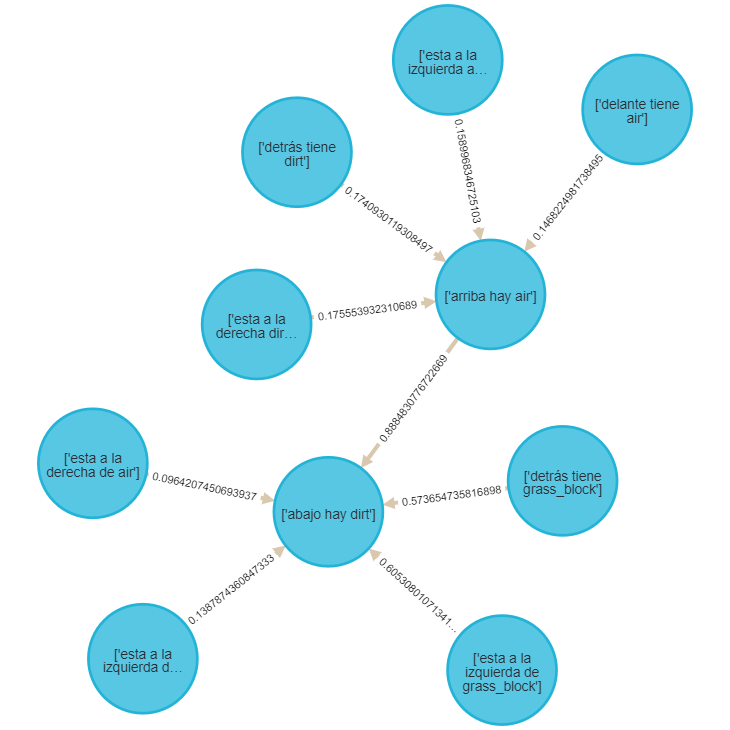 ['esta a la
izquierda a…
['delante tiene
air']
['detrás tiene
dirt']
0.1589968346725103
0.1468224981738495
0.1740930119308497
['arriba hay air']
['esta a la
derecha dir…
0.175553932310689
0.8884830776722669
['esta a la
derecha de air']
0.0964207450693937
['detrás tiene
grass_block']
0.573654735816898
['abajo hay dirt']
0.1387874360847333
0.60530801071341…
['esta a la
izquierda d…
['esta a la
izquierda de
grass_block']